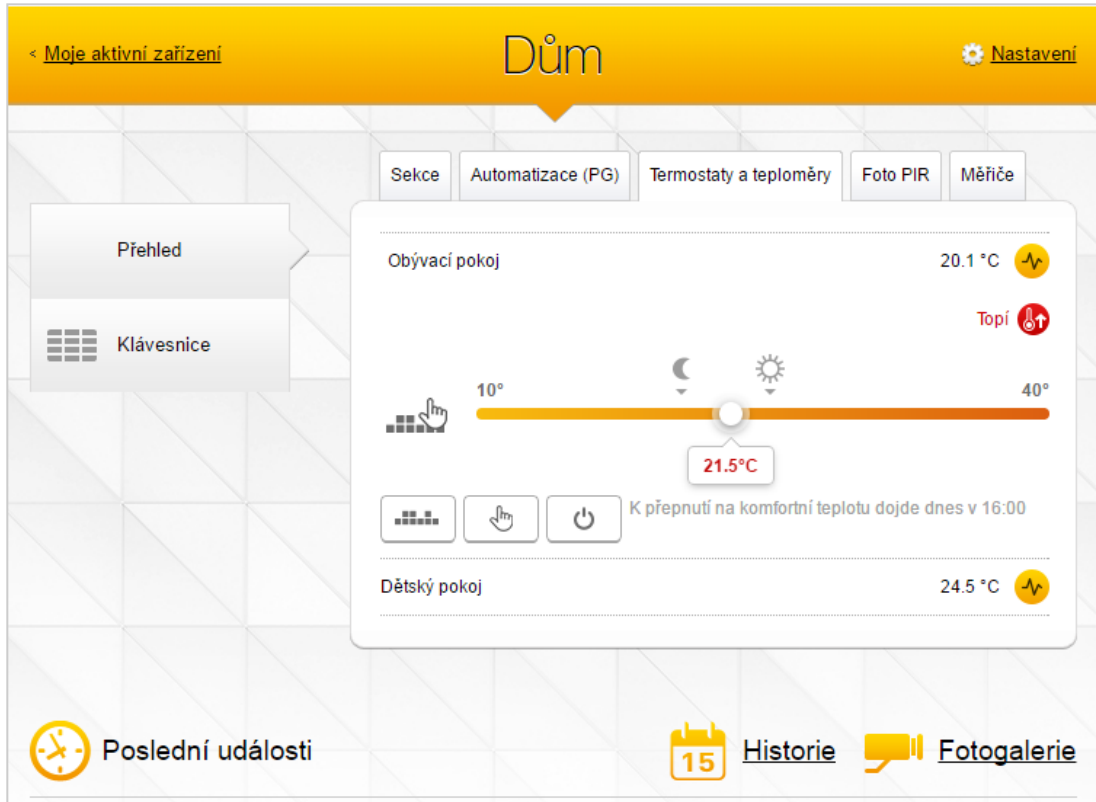 < Moje aktivní zařízení
Dům
Nastavení
Sekce
Automatizace (PG)
Termostaty a teploměry
Foto PIR
Měřiče
Přehled
Klávesnice
Obývací pokoj
20.1 °C
Topí
10°
40°
21.5°C
K přepnutí na komfortní teplotu dojde dnes v 16:00
Dětský pokoj
24.5 °C
Poslední události
15
Historie
Fotogalerie